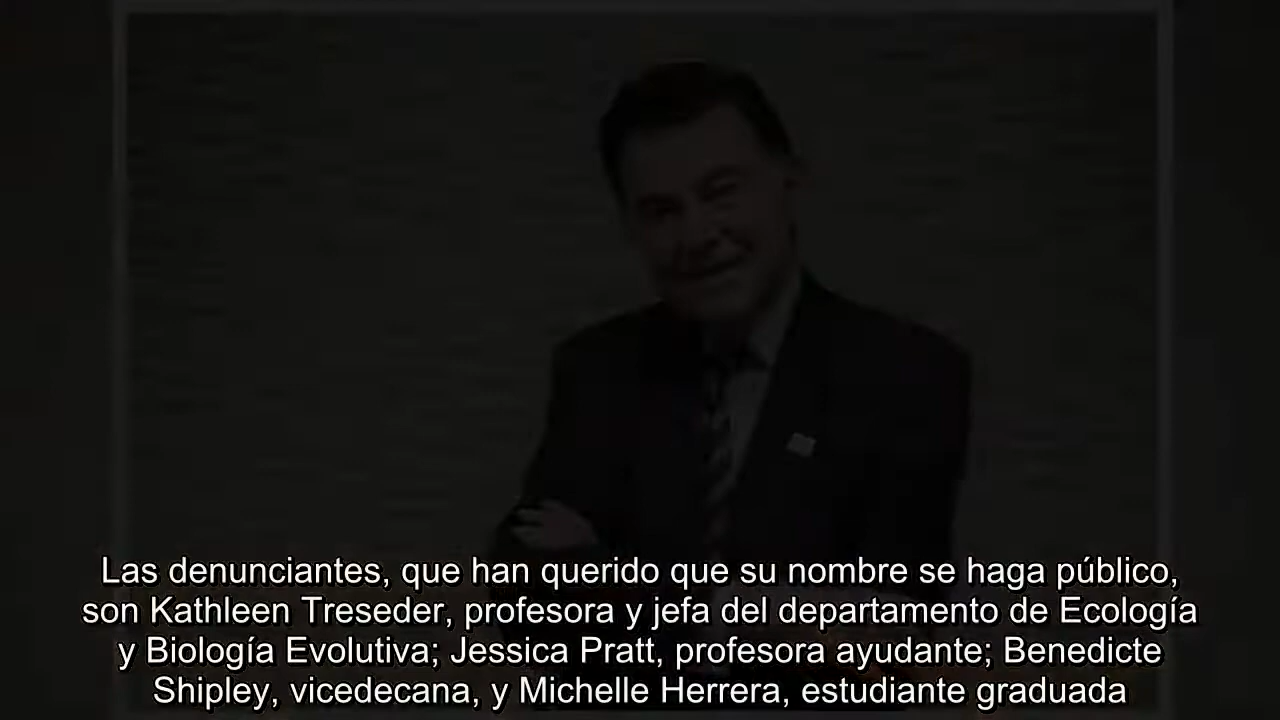 Las denunciantes, que han querido que su nombre se haga público,
son Kathleen Treseder, profesora y jefa del departamento de Ecología
y Biología Evolutiva; Jessica Pratt, profesora ayudante; Benedicte
Shipley, vicedecana, y Michelle Herrera, estudiante graduada